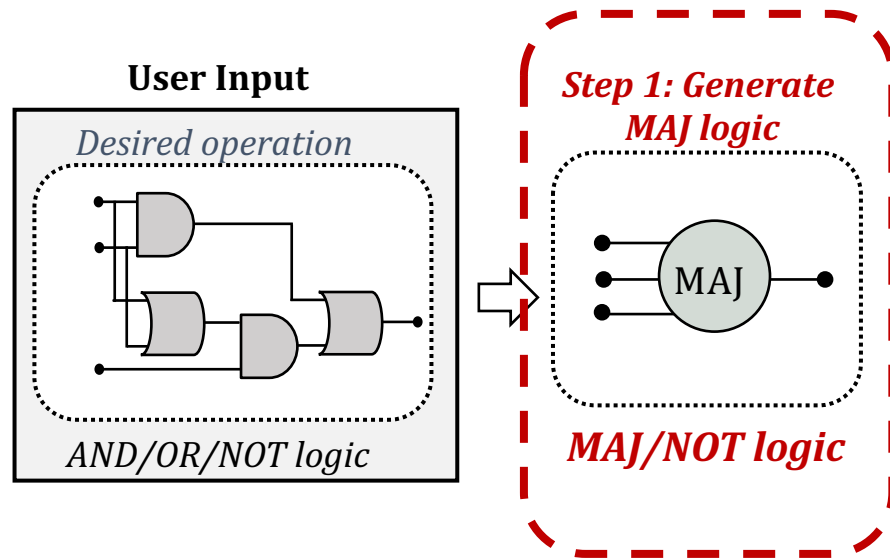 User Input
Desired operation
AND/OR/NOT logic
Step 1: Generate
MAJ logic
MAJ
MAJ/NOT logic